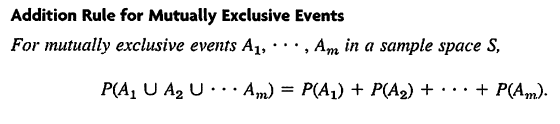 Addition Rule for Mutually Exclusive Events
For mutually exclusive events A₁, · · · , Aₘ in a sample space S,
P(A₁ ∪ A₂ ∪ · · · Aₘ) = P(A₁) + P(A₂) + · · · + P(Aₘ).